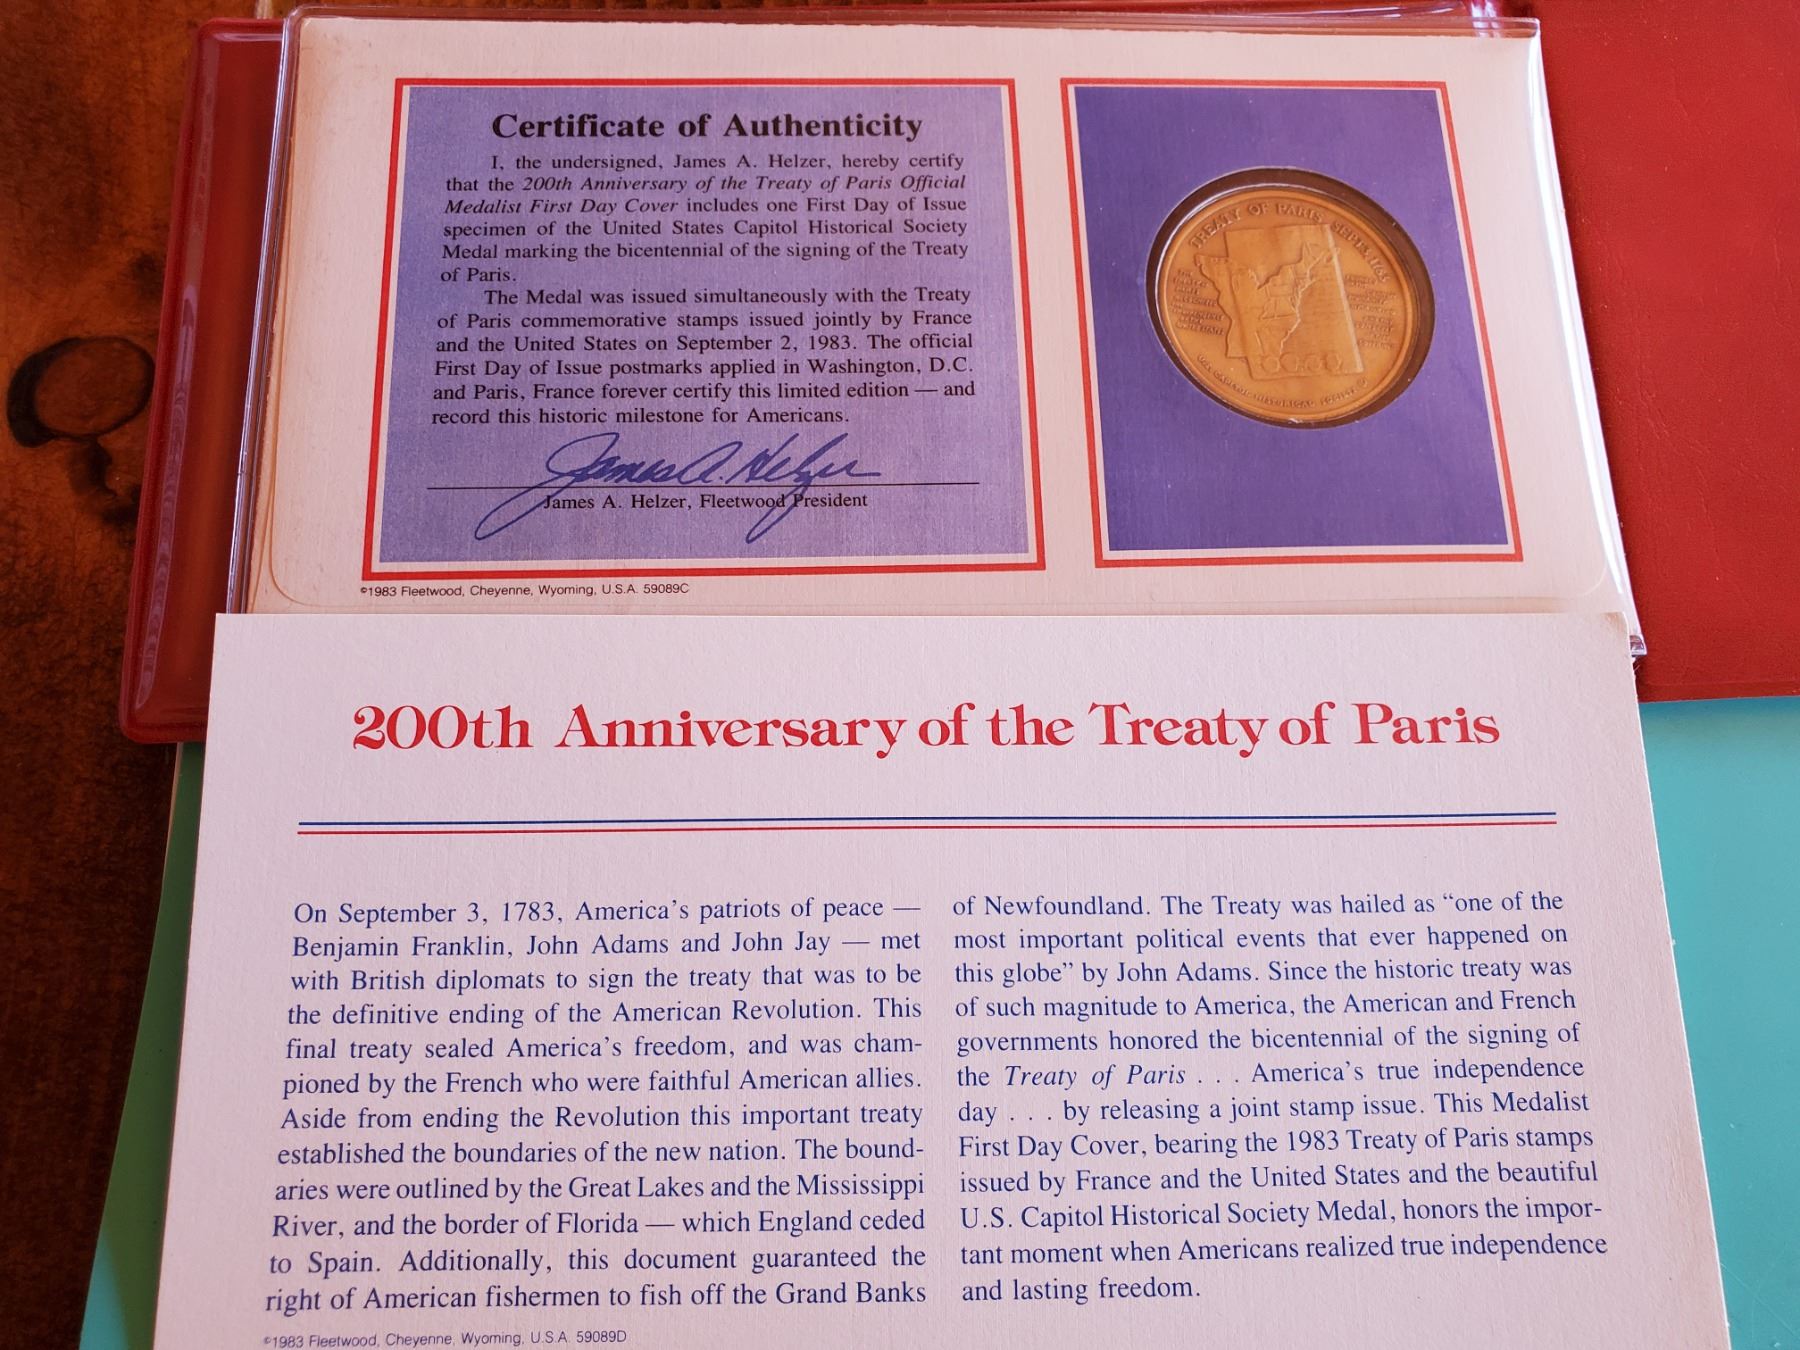 Certificate of Authenticity
I, the undersigned, James A. Helzer, hereby certify
that the 200th Anniversary of the Treaty of Paris Official
Medalist First Day Cover includes one First Day of Issue
specimen of the United States Capitol Historical Society
Medal marking the bicentennial of the signing of the Treaty
of Paris.
The Medal was issued simultaneously with the Treaty
of Paris commemorative stamps issued jointly by France
and the United States on September 2, 1983. The official
First Day of Issue postmarks applied in Washington, D.C.
and Paris, France forever certify this limited edition — and
record this historic milestone for Americans.
James A. Helzer
James A. Helzer, Fleetwood President
©1983 Fleetwood, Cheyenne, Wyoming, U.S.A. 59089C
TREATY OF PARIS, SEPT.
U.S. CAPITOL HISTORICAL SOCIETY
200th Anniversary of the Treaty of Paris
On September 3, 1783, America's patriots of peace —
Benjamin Franklin, John Adams and John Jay — met
with British diplomats to sign the treaty that was to be
the definitive ending of the American Revolution. This
final treaty sealed America's freedom, and was cham-
pioned by the French who were faithful American allies.
Aside from ending the Revolution this important treaty
established the boundaries of the new nation. The bound-
aries were outlined by the Great Lakes and the Mississippi
River, and the border of Florida — which England ceded
to Spain. Additionally, this document guaranteed the
right of American fishermen to fish off the Grand Banks
of Newfoundland. The Treaty was hailed as "one of the
most important political events that ever happened on
this globe" by John Adams. Since the historic treaty was
of such magnitude to America, the American and French
governments honored the bicentennial of the signing of
the Treaty of Paris . . . America's true independence
day . . . by releasing a joint stamp issue. This Medalist
First Day Cover, bearing the 1983 Treaty of Paris stamps
issued by France and the United States and the beautiful
U.S. Capitol Historical Society Medal, honors the impor-
tant moment when Americans realized true independence
and lasting freedom.
©1983 Fleetwood, Cheyenne, Wyoming, U.S.A. 59089D